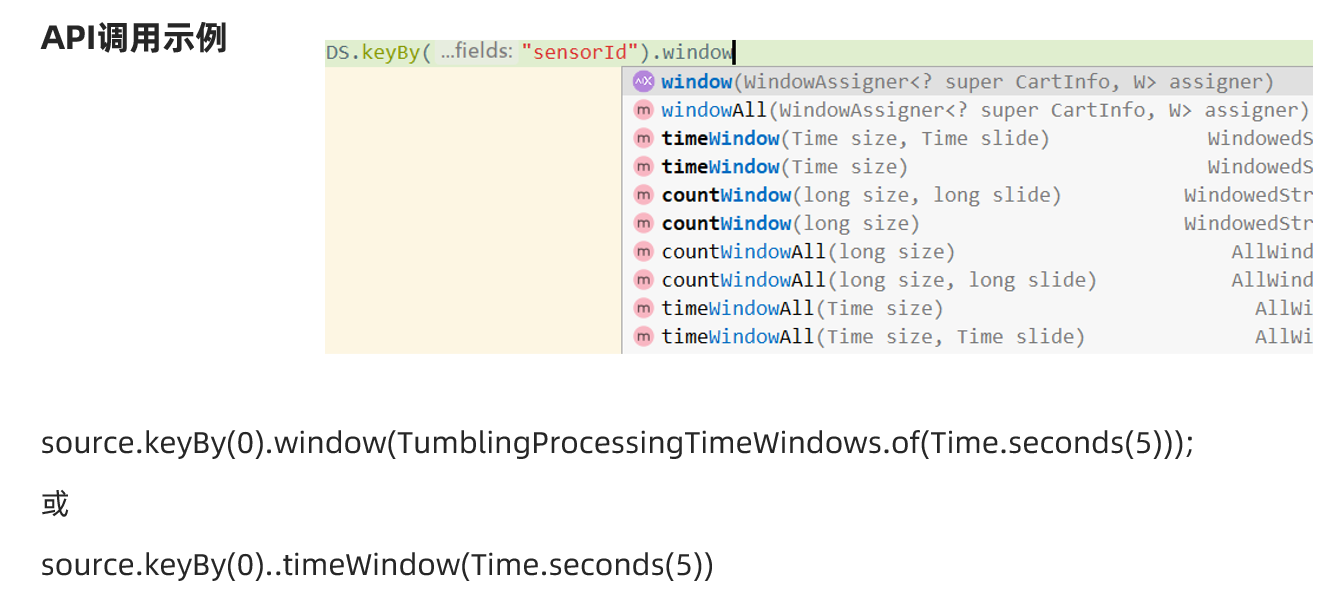 API调用示例
DS.keyBy( ...fields: "sensorId").window
window(WindowAssigner<? super CartInfo, W> assigner)
m windowAll(WindowAssigner<? super CartInfo, W> assigner)
m timeWindow(Time size, Time slide) WindowedS
m timeWindow(Time size) WindowedS
m countWindow(long size, long slide) WindowedStr
m countWindow(long size) WindowedStr
m countWindowAll(long size) AllWind
m countWindowAll(long size, long slide) AllWind
m timeWindowAll(Time size) AllWi
m timeWindowAll(Time size, Time slide) AllWi
source.keyBy(0).window(TumblingProcessingTimeWindows.of(Time.seconds(5)));
或
source.keyBy(0)..timeWindow(Time.seconds(5))